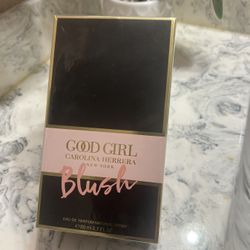 GOOD GIRL
CAROLINA HERRERA
NEW YORK
Blush
EAU DE PARFUM